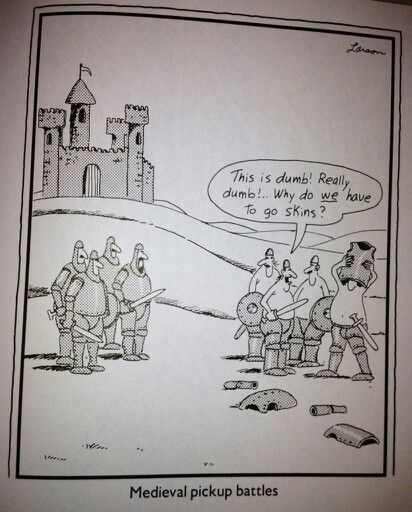 Larson
This is dumb! Really
dumb!.. Why do we have
to go skins?
Medieval pickup battles